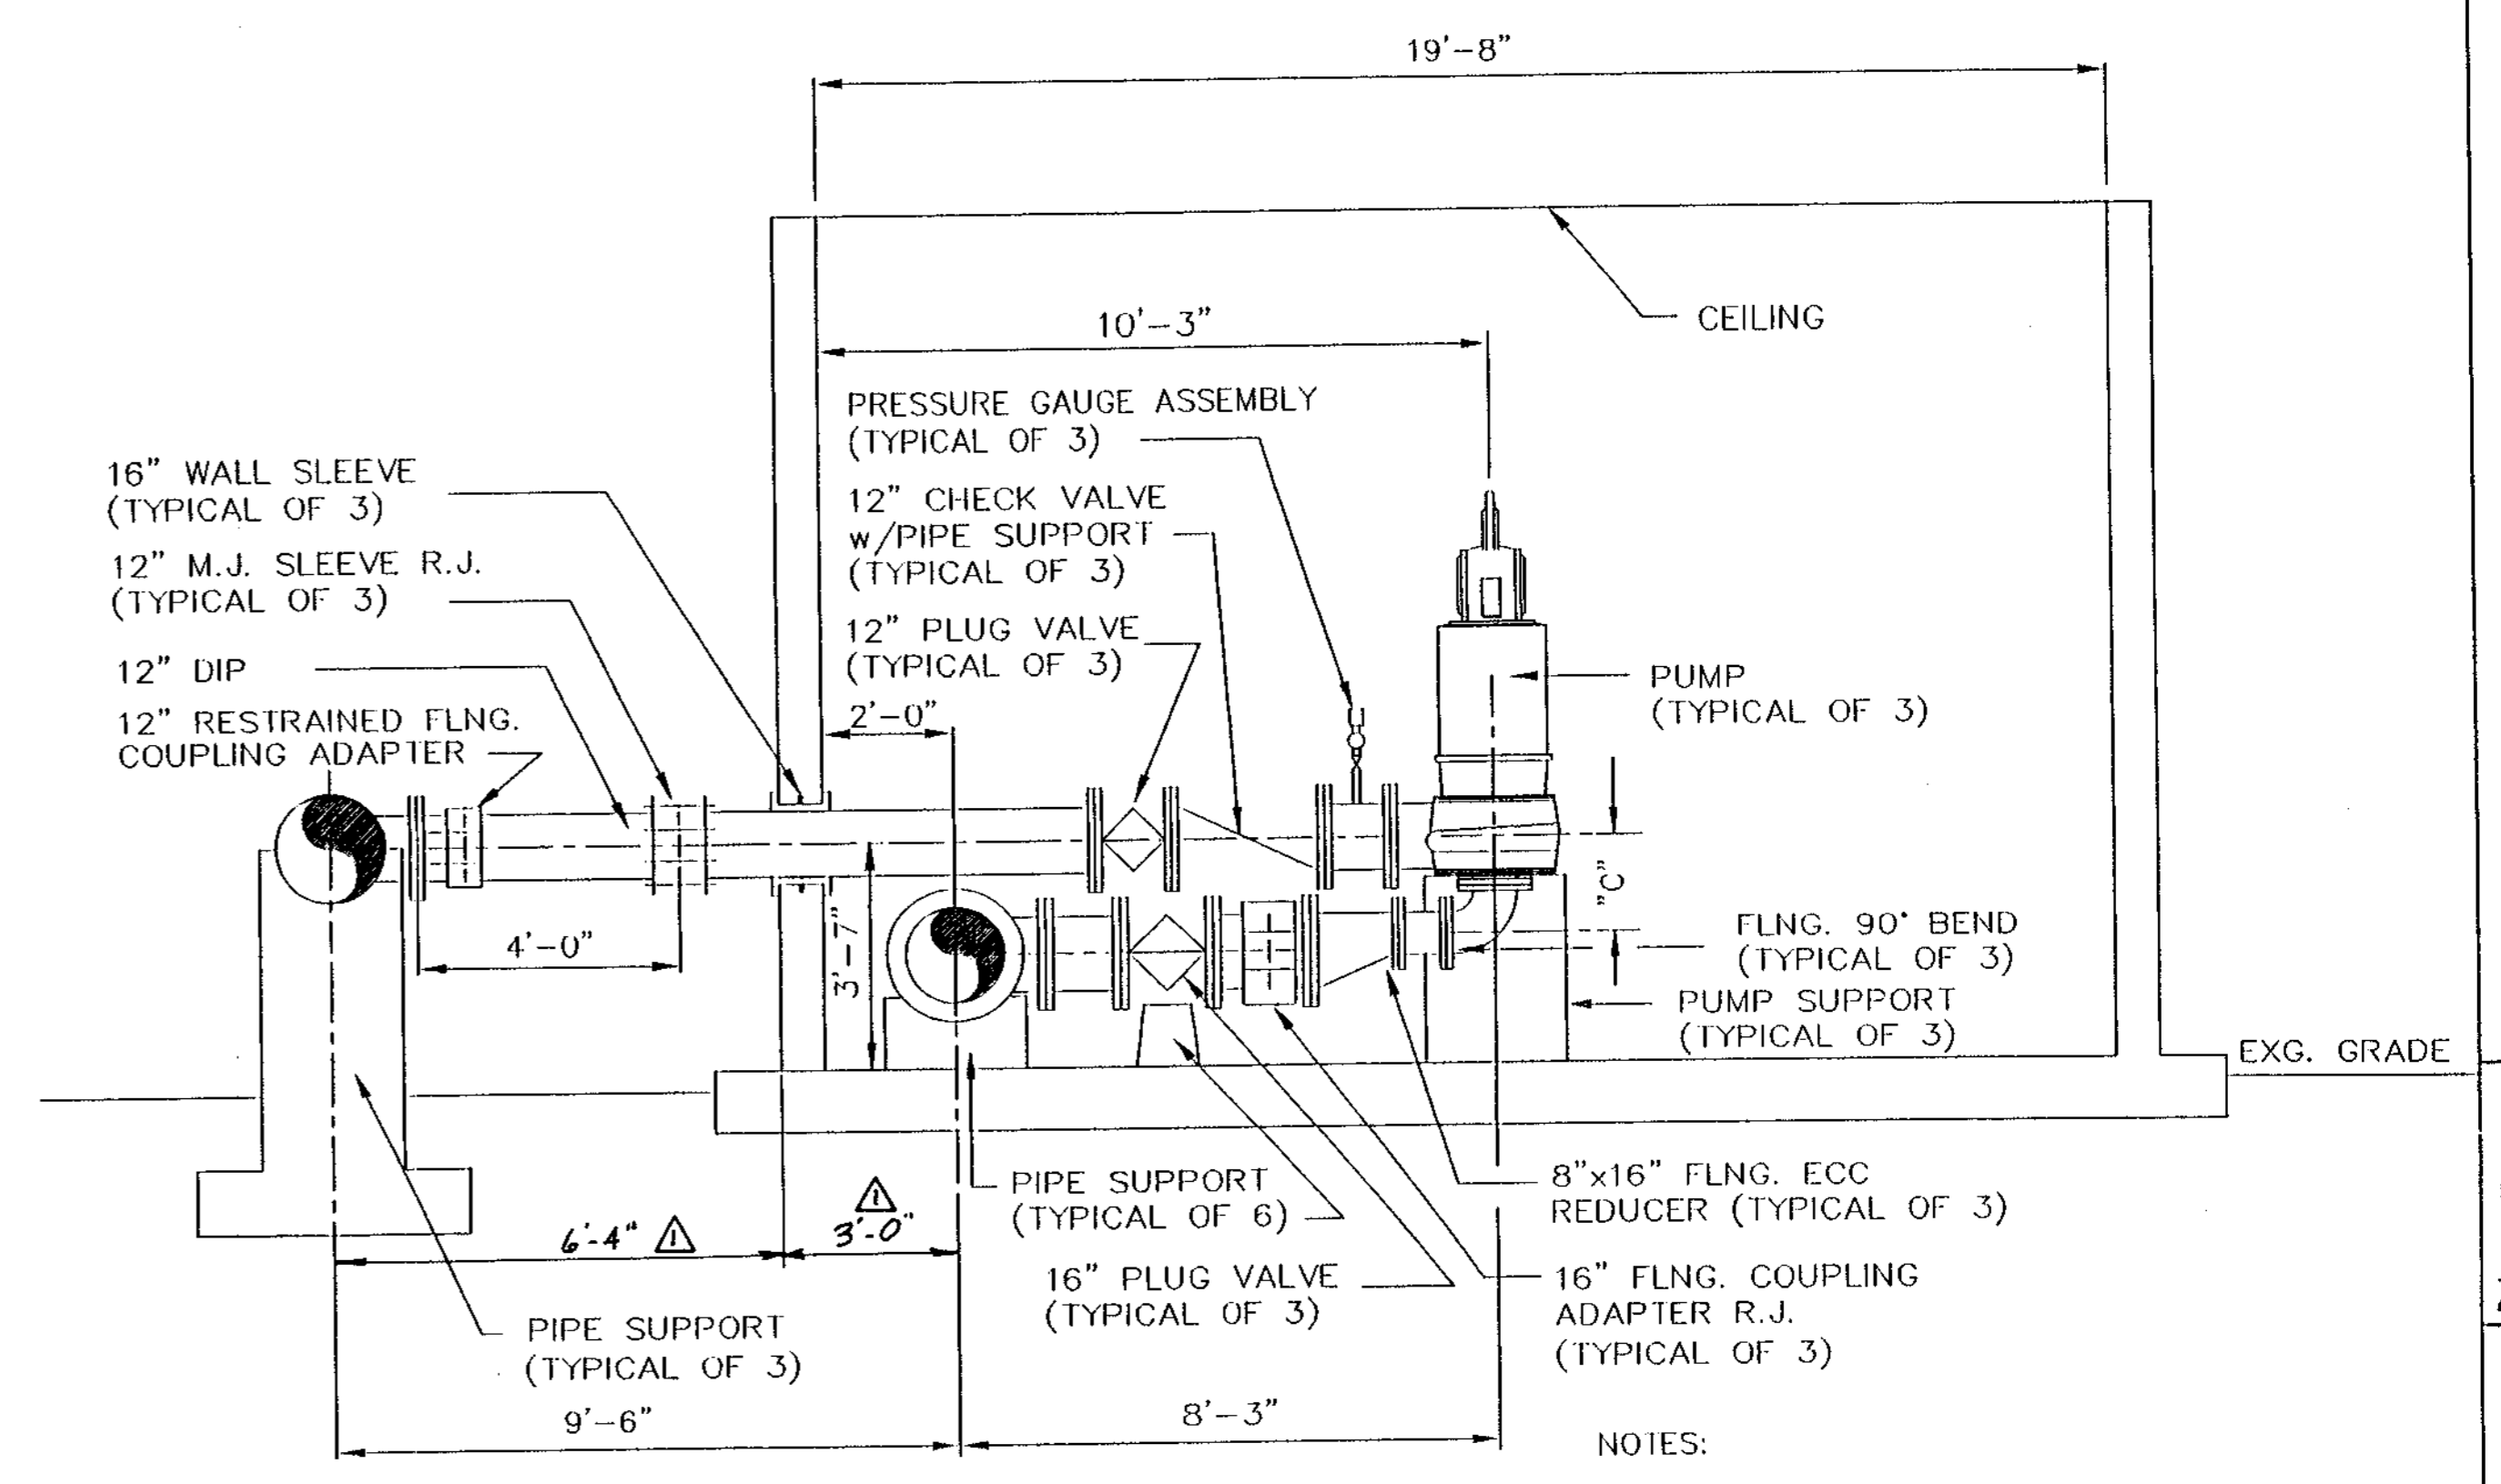 19'-8"
CEILING
10'-3"
PRESSURE GAUGE ASSEMBLY
(TYPICAL OF 3)
16" WALL SLEEVE
(TYPICAL OF 3)
12" CHECK VALVE
w/PIPE SUPPORT
(TYPICAL OF 3)
12" M.J. SLEEVE R.J.
(TYPICAL OF 3)
12" PLUG VALVE
(TYPICAL OF 3)
12" DIP
PUMP
(TYPICAL OF 3)
12" RESTRAINED FLNG.
COUPLING ADAPTER
2'-0"
"C"
4'-0"
3'-7"
FLNG. 90° BEND
(TYPICAL OF 3)
PUMP SUPPORT
(TYPICAL OF 3)
EXG. GRADE
PIPE SUPPORT
(TYPICAL OF 6)
8"x16" FLNG. ECC
REDUCER (TYPICAL OF 3)
6'-4" 1
1
3'-0"
16" PLUG VALVE
(TYPICAL OF 3)
16" FLNG. COUPLING
ADAPTER R.J.
(TYPICAL OF 3)
PIPE SUPPORT
(TYPICAL OF 3)
9'-6"
8'-3"
NOTES: